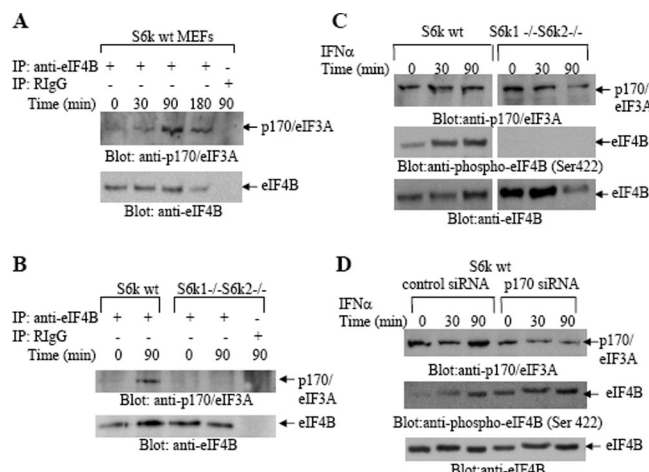 A
S6k wt MEFs
IP: anti-eIF4B + + + + -
IP: RIgG - - - - +
Time (min) 0 30 90 180 90
p170/eIF3A
Blot: anti-p170/eIF3A
eIF4B
Blot: anti-eIF4B
B
S6k wt S6k1-/-S6k2-/-
IP: anti-eIF4B + + + + -
IP: RIgG - - - - +
Time (min) 0 90 0 90 90
p170/
eIF3A
Blot: anti-p170/eIF3A
eIF4B
Blot: anti-eIF4B
C
S6k wt S6k1 -/-S6k2-/-
IFNα
Time (min) 0 30 90 0 30 90
p170/
eIF3A
Blot:anti-p170/eIF3A
eIF4B
Blot:anti-phospho-eIF4B (Ser422)
eIF4B
Blot:anti-eIF4B
D
S6k wt
control siRNA p170 siRNA
IFNα
Time (min) 0 30 90 0 30 90
p170/
eIF3A
Blot:anti-p170/eIF3A
eIF4B
Blot:anti-phospho-eIF4B (Ser 422)
eIF4B
Blot:anti-eIF4B